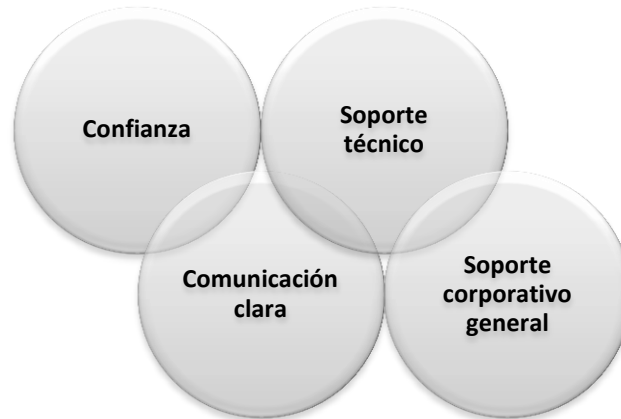 Confianza
Soporte
técnico
Comunicación
clara
Soporte
corporativo
general